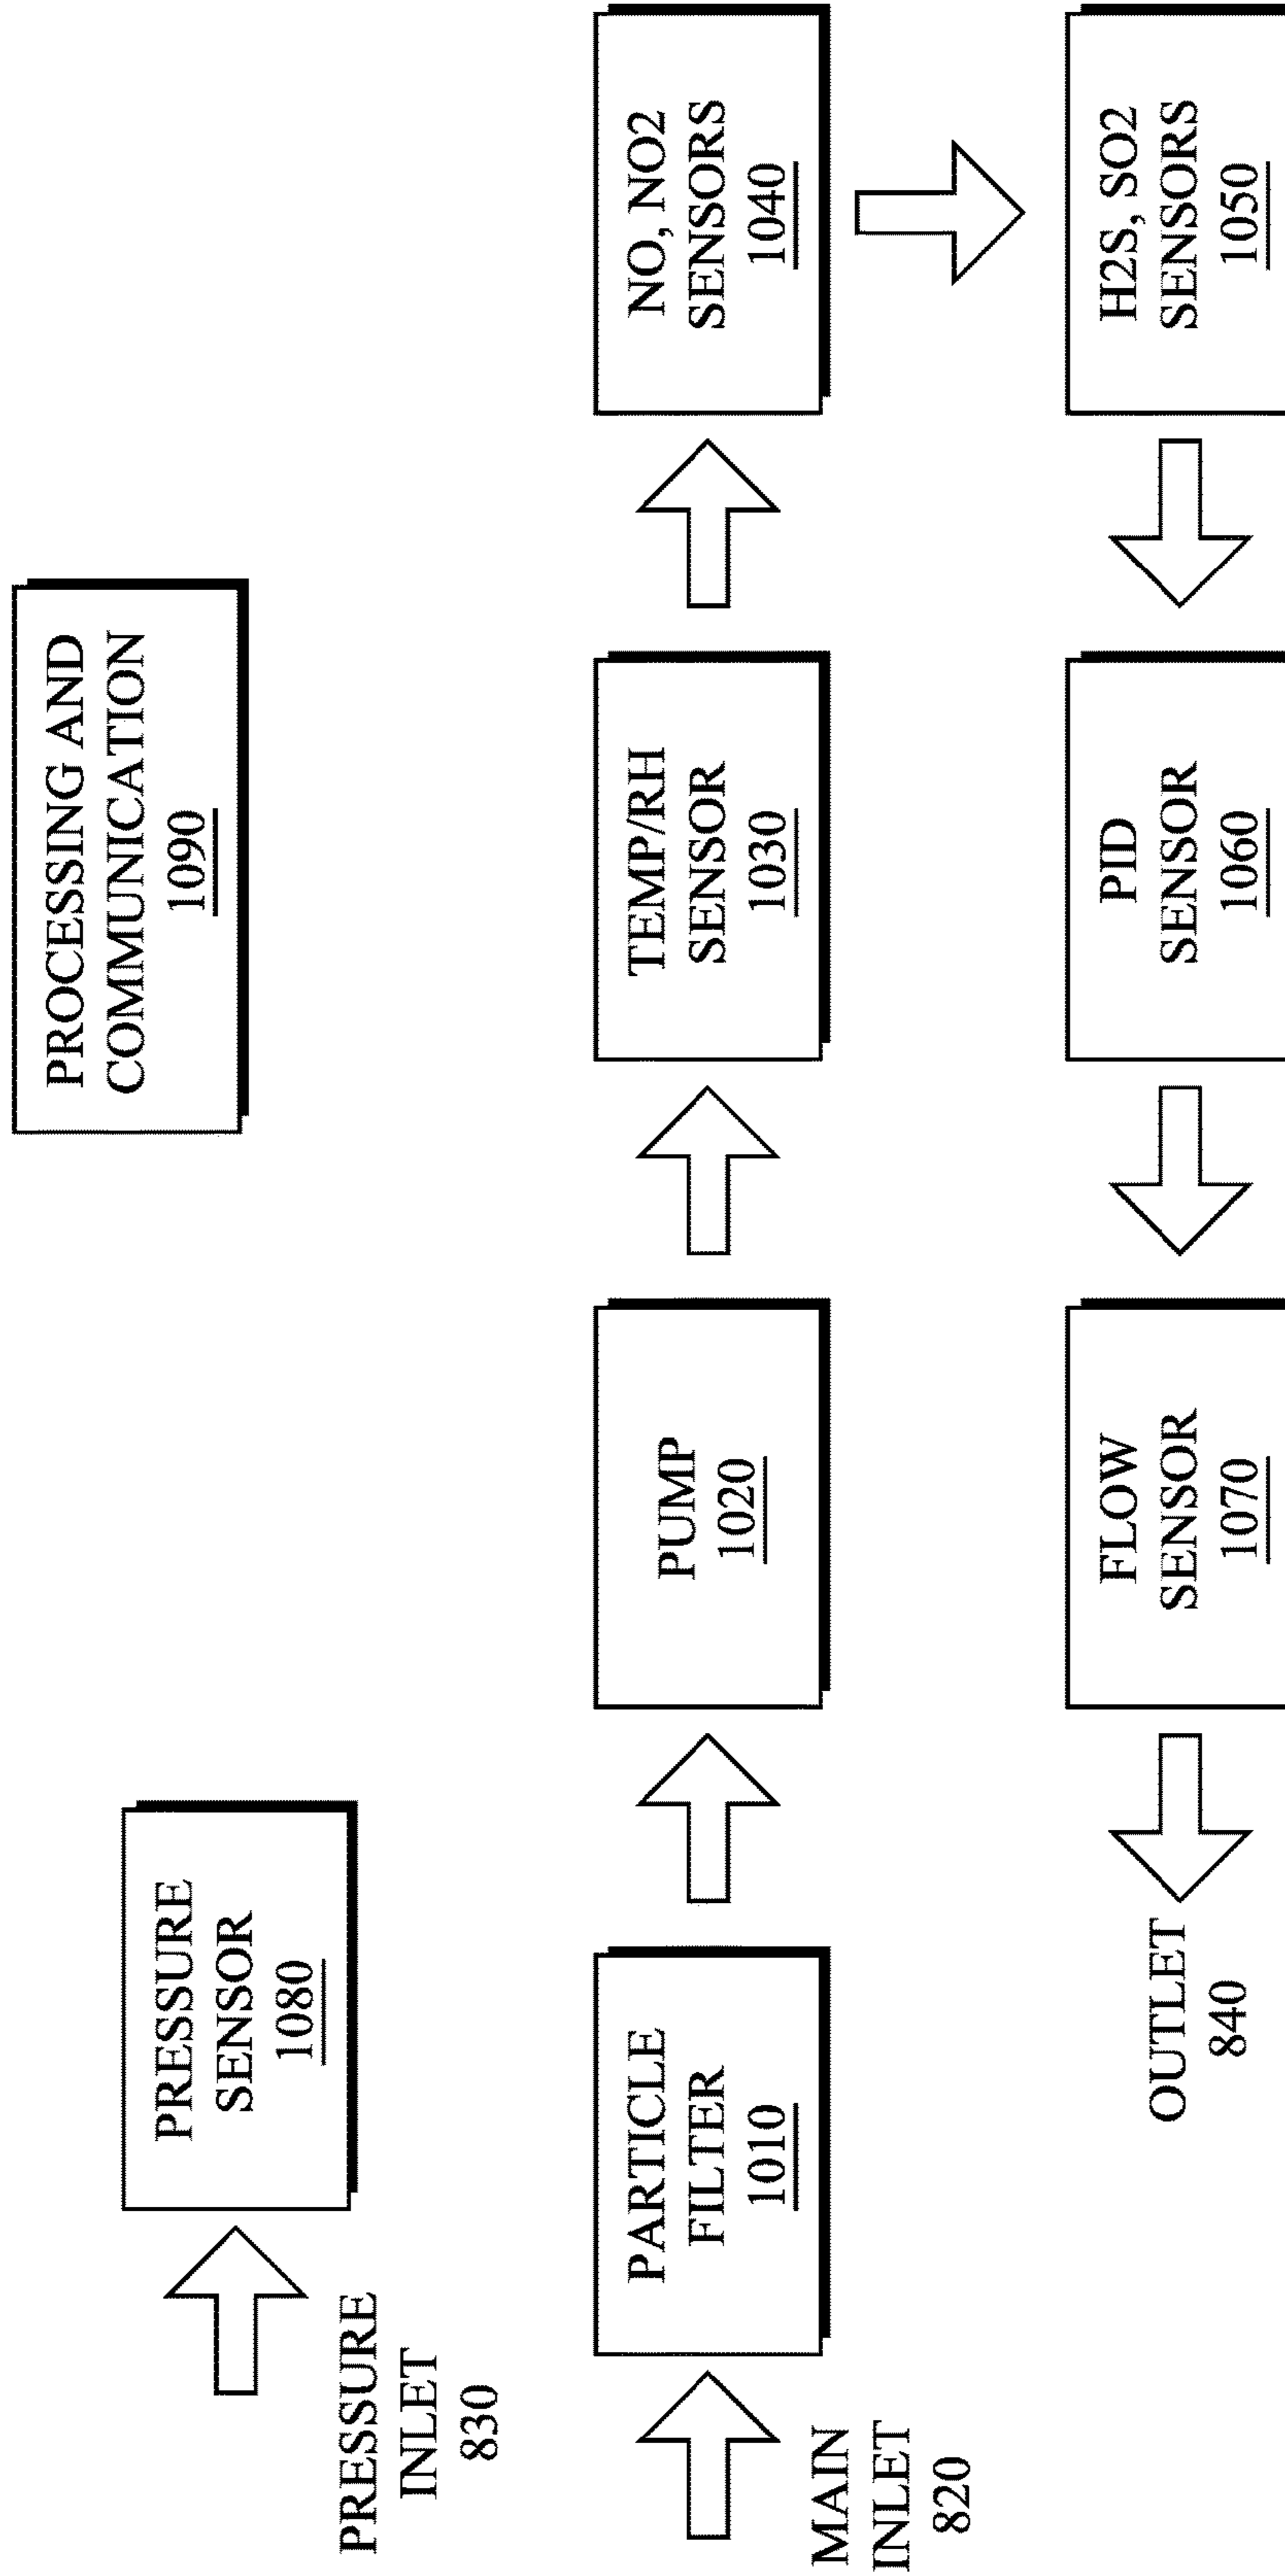 PROCESSING AND
COMMUNICATION
1090
PRESSURE
SENSOR
1080
PRESSURE
INLET
830
PARTICLE
FILTER
1010
PUMP
1020
TEMP/RH
SENSOR
1030
NO, NO2
SENSORS
1040
MAIN
INLET
820
H2S, SO2
SENSORS
1050
PID
SENSOR
1060
FLOW
SENSOR
1070
OUTLET
840